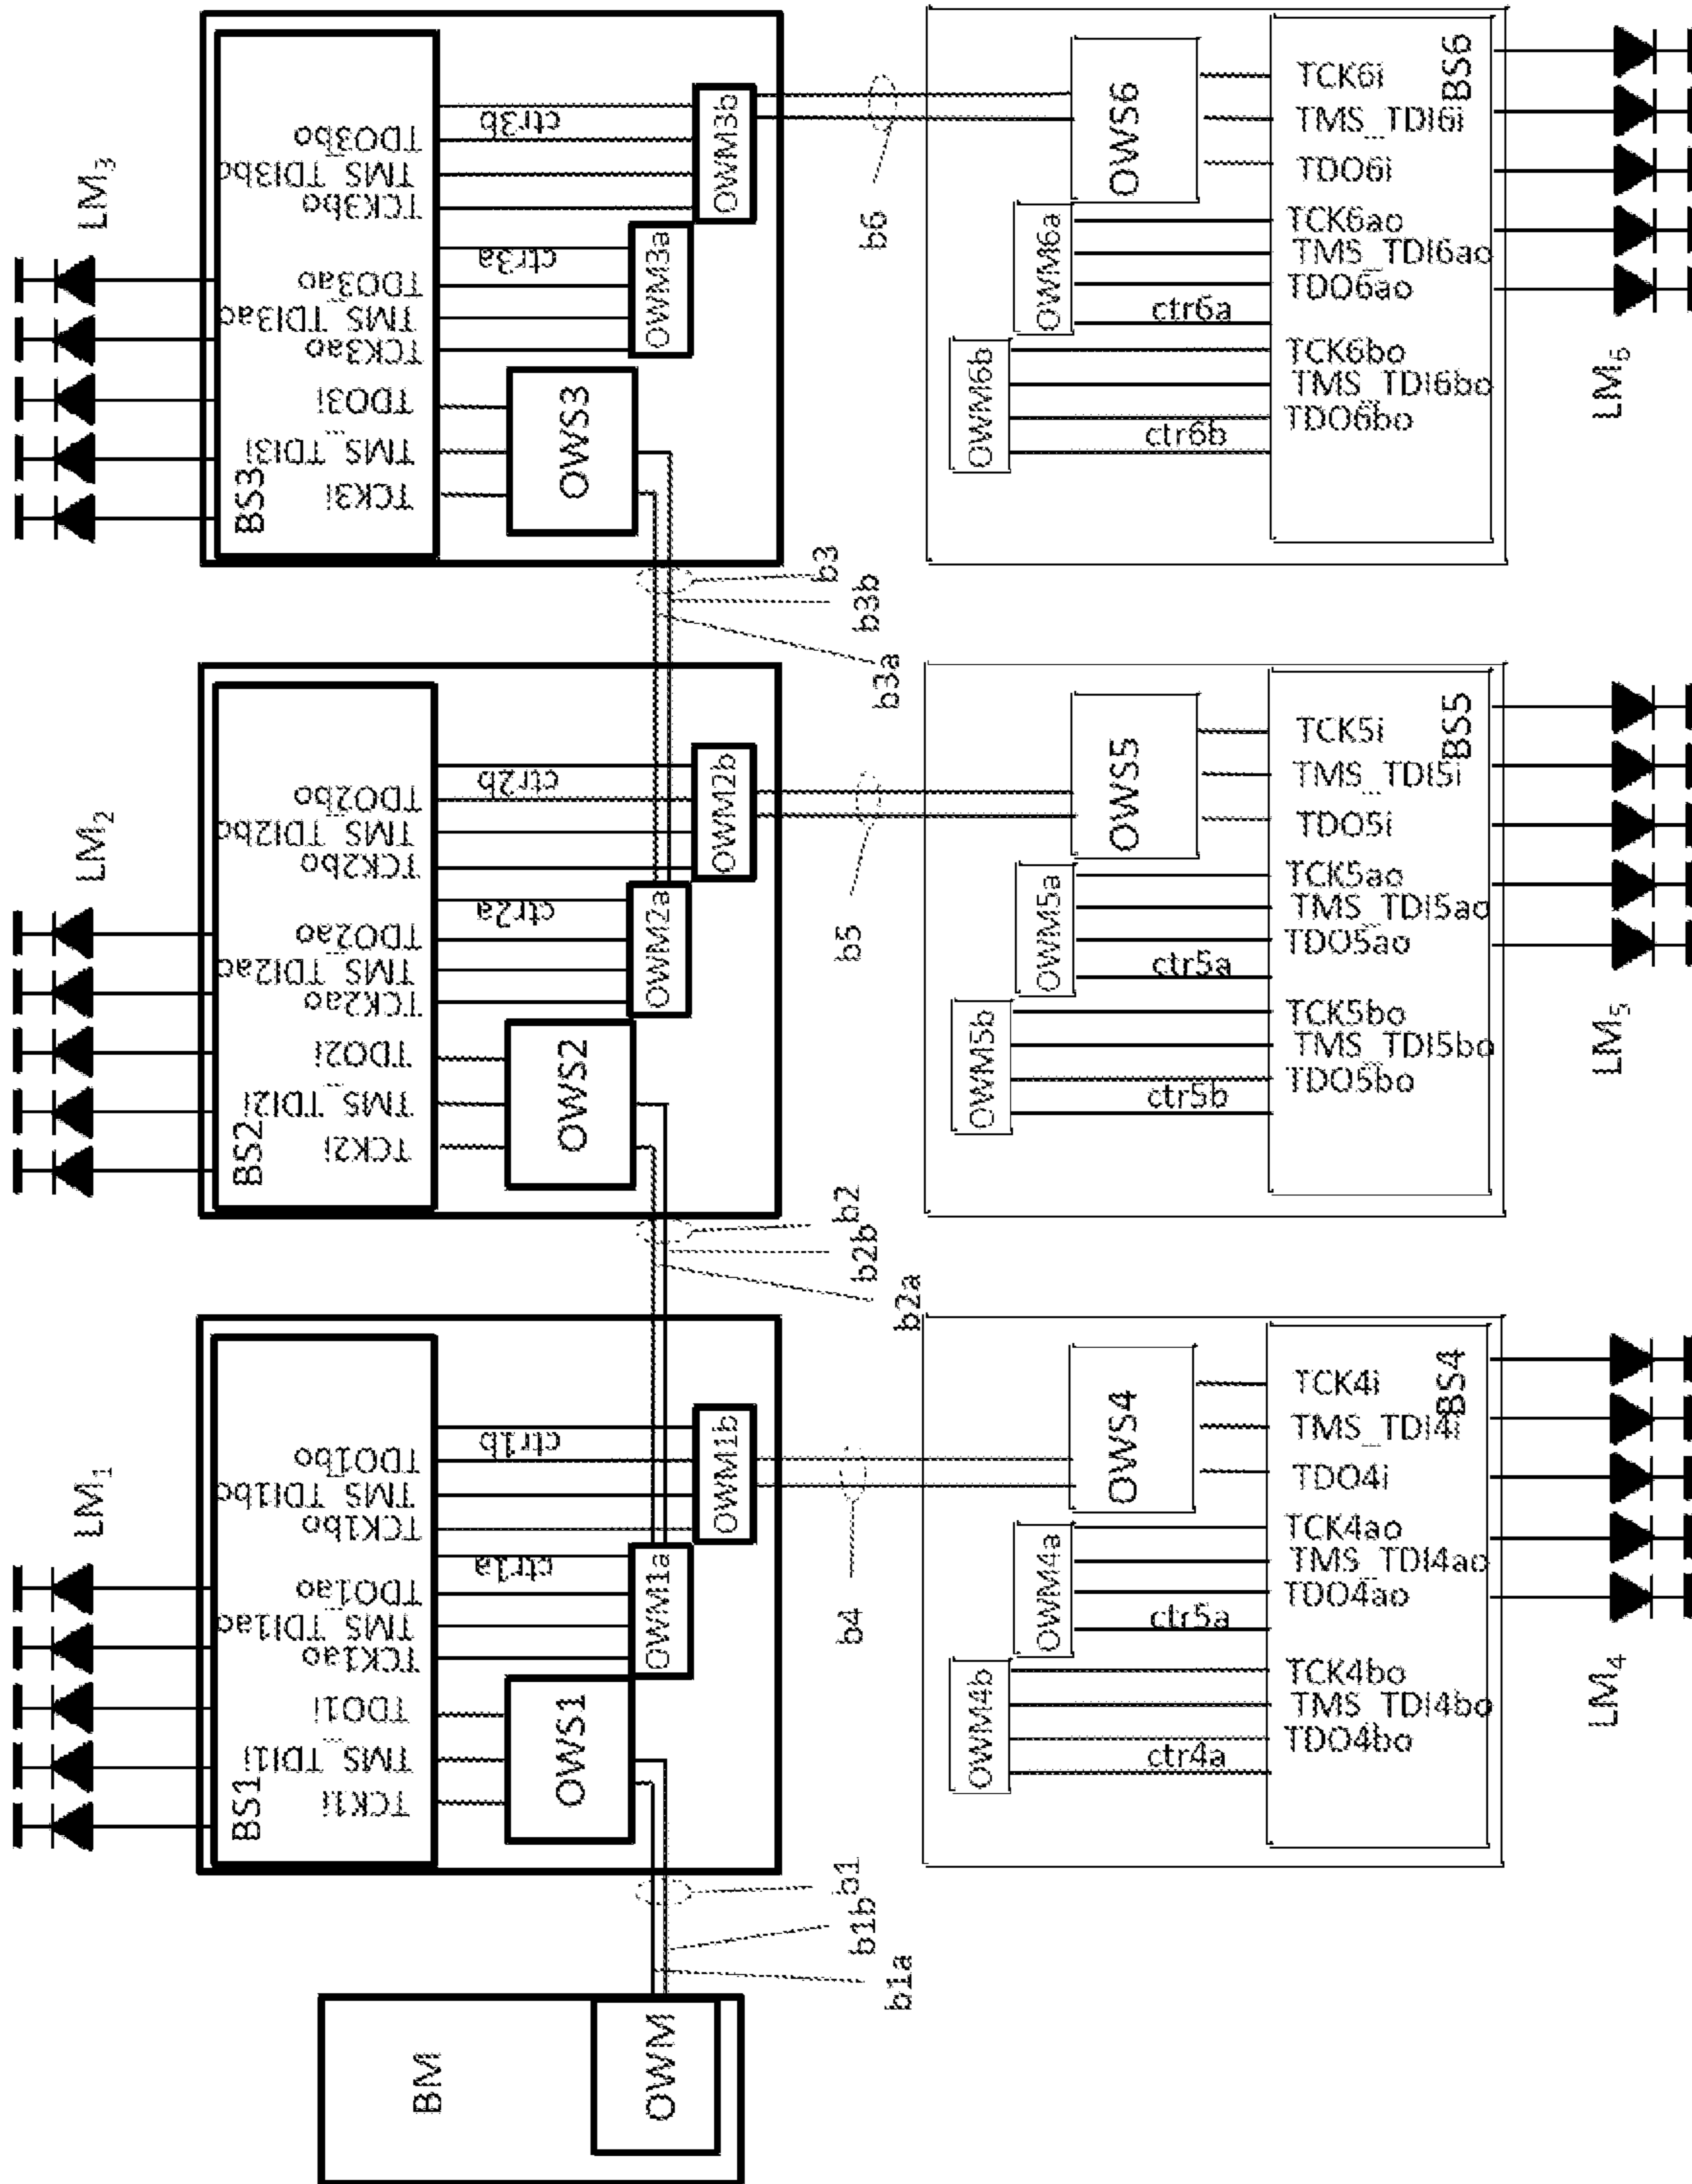 LM3
BS3
TCK3i
TMS_TDI3i
TDO3i
TCK3ao
TMS_TDI3ao
TDO3ao
ctr3a
TCK3bo
TMS_TDI3bo
TDO3bo
ctr3b
OWS3
OWM3a
OWM3b
b3
b3b
b3a
b6
OWS6
OWM6a
OWM6b
TCK6i
TMS_TDI6i
TDO6i
TCK6ao
TMS_TDI6ao
TDO6ao
ctr6a
TCK6bo
TMS_TDI6bo
TDO6bo
ctr6b
BS6
LM6
LM2
BS2
TCK2i
TMS_TDI2i
TDO2i
TCK2ao
TMS_TDI2ao
TDO2ao
ctr2a
TCK2bo
TMS_TDI2bo
TDO2bo
ctr2b
OWS2
OWM2a
OWM2b
b2
b2b
b2a
b5
OWS5
OWM5a
OWM5b
TCK5i
TMS_TDI5i
TDO5i
TCK5ao
TMS_TDI5ao
TDO5ao
ctr5a
TCK5bo
TMS_TDI5bo
TDO5bo
ctr5b
BS5
LM5
LM1
BS1
TCK1i
TMS_TDI1i
TDO1i
TCK1ao
TMS_TDI1ao
TDO1ao
ctr1a
TCK1bo
TMS_TDI1bo
TDO1bo
ctr1b
OWS1
OWM1a
OWM1b
b1
b1b
b1a
b4
OWS4
OWM4a
OWM4b
TCK4i
TMS_TDI4i
TDO4i
TCK4ao
TMS_TDI4ao
TDO4ao
ctr5a
TCK4bo
TMS_TDI4bo
TDO4bo
ctr4a
BS4
LM4
BM
OWM